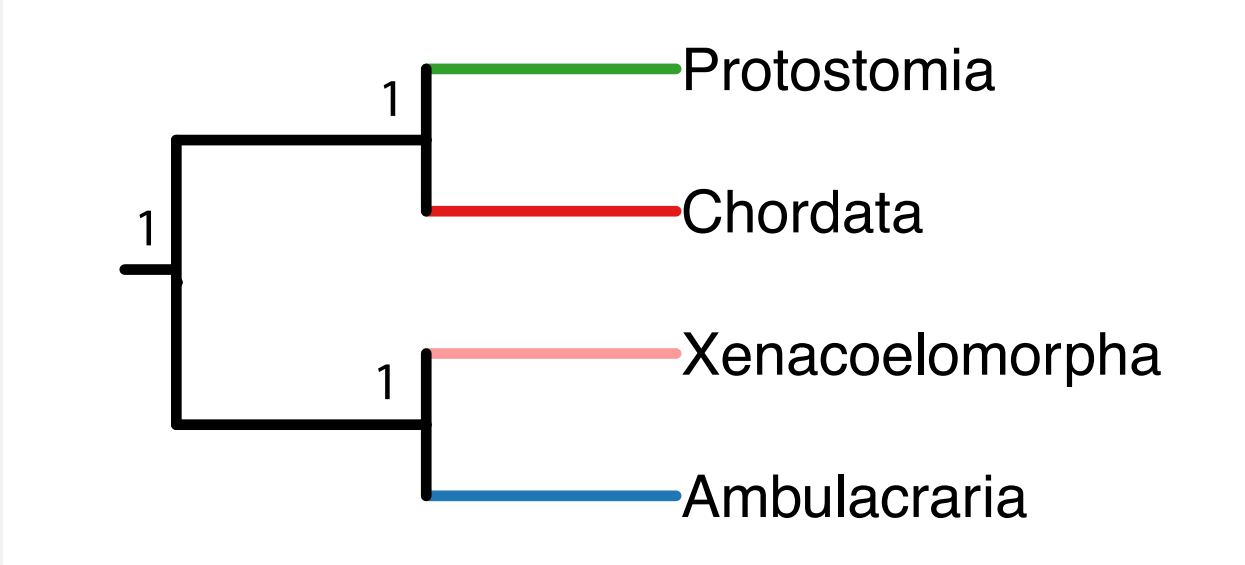 Protostomia
1
Chordata
1
Xenacoelomorpha
1
Ambulacraria